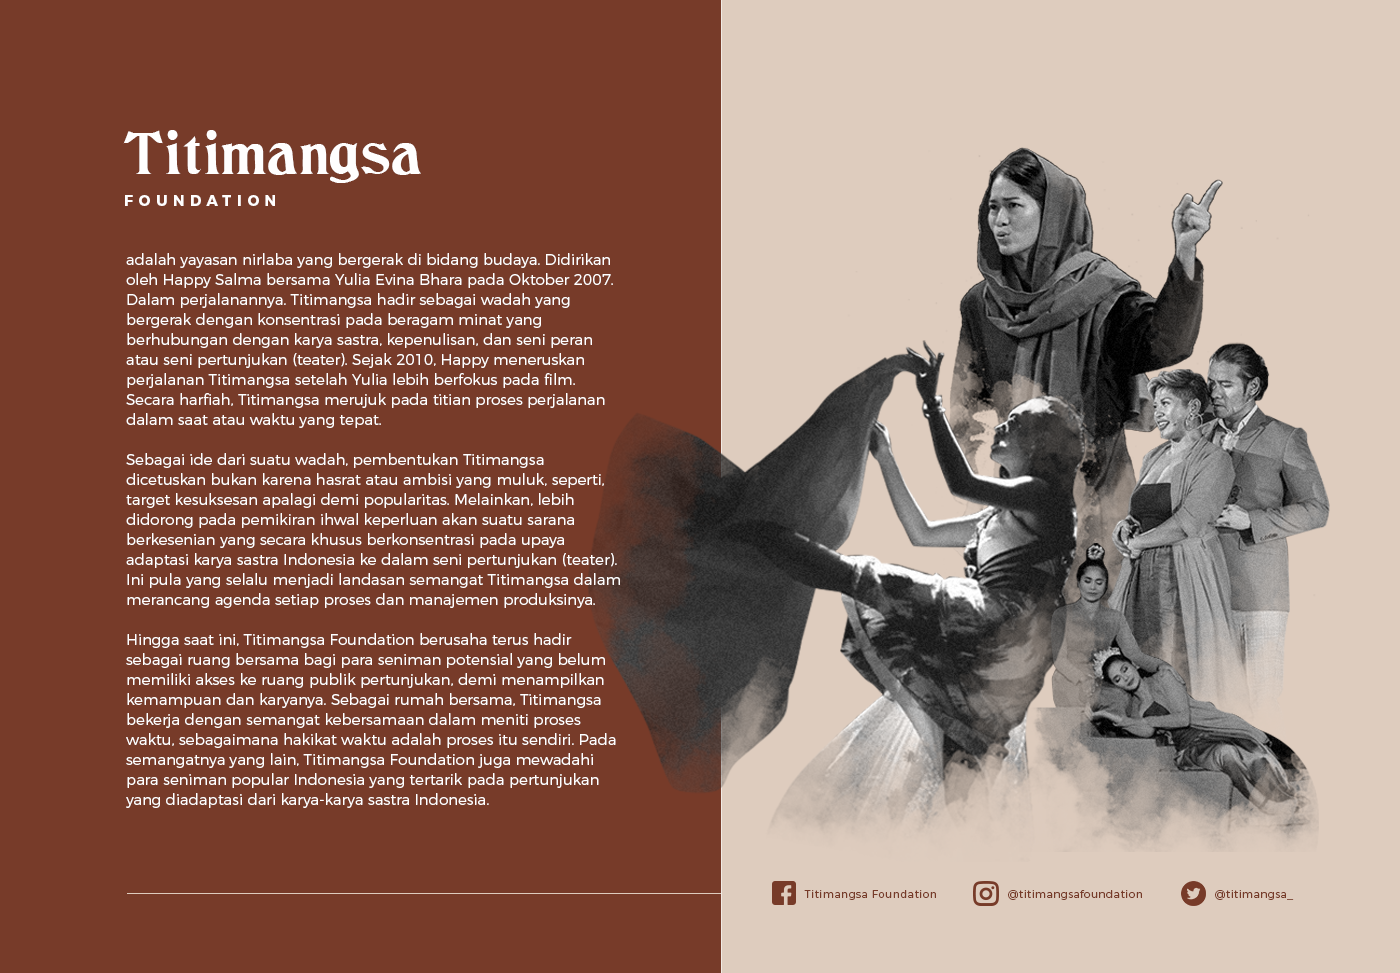 Titimangsa
FOUNDATION
adalah yayasan nirlaba yang bergerak di bidang budaya. Didirikan
oleh Happy Salma bersama Yulia Evina Bhara pada Oktober 2007.
Dalam perjalanannya. Titimangsa hadir sebagai wadah yang
bergerak dengan konsentrasi pada beragam minat yang
berhubungan dengan karya sastra, kepenulisan, dan seni peran
atau seni pertunjukan (teater). Sejak 2010, Happy meneruskan
perjalanan Titimangsa setelah Yulia lebih berfokus pada film.
Secara harfiah, Titimangsa merujuk pada titian proses perjalanan
dalam saat atau waktu yang tepat.
Sebagai ide dari suatu wadah, pembentukan Titimangsa
dicetuskan bukan karena hasrat atau ambisi yang muluk, seperti,
target kesuksesan apalagi demi popularitas. Melainkan, lebih
didorong pada pemikiran ihwal keperluan akan suatu sarana
berkesenian yang secara khusus berkonsentrasi pada upaya
adaptasi karya sastra Indonesia ke dalam seni pertunjukan (teater).
Ini pula yang selalu menjadi landasan semangat Titimangsa dalam
merancang agenda setiap proses dan manajemen produksinya.
Hingga saat ini, Titimangsa Foundation berusaha terus hadir
sebagai ruang bersama bagi para seniman potensial yang belum
memiliki akses ke ruang publik pertunjukan, demi menampilkan
kemampuan dan karyanya. Sebagai rumah bersama, Titimangsa
bekerja dengan semangat kebersamaan dalam meniti proses
waktu, sebagaimana hakikat waktu adalah proses itu sendiri. Pada
semangatnya yang lain, Titimangsa Foundation juga mewadahi
para seniman popular Indonesia yang tertarik pada pertunjukan
yang diadaptasi dari karya-karya sastra Indonesia.
Titimangsa Foundation
@titimangsafoundation
@titimangsa_